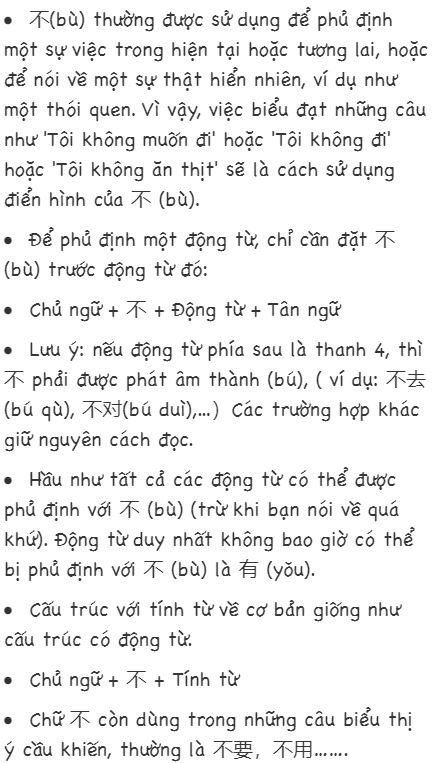 • 不(bù) thường được sử dụng để phủ định
một sự việc trong hiện tại hoặc tương lai, hoặc
để nói về một sự thật hiển nhiên, ví dụ như
một thói quen. Vì vậy, việc biểu đạt những câu
như 'Tôi không muốn đi' hoặc 'Tôi không đi'
hoặc 'Tôi không ăn thịt' sẽ là cách sử dụng
điển hình của 不 (bù).
• Để phủ định một động từ, chỉ cần đặt 不
(bù) trước động từ đó:
• Chủ ngữ + 不 + Động từ + Tân ngữ
• Lưu ý: nếu động từ phía sau là thanh 4, thì
不 phải được phát âm thành (bú), ( ví dụ: 不去
(bú qù), 不对(bú duì),...） Các trường hợp khác
giữ nguyên cách đọc.
• Hầu như tất cả các động từ có thể được
phủ định với 不 (bù) (trừ khi bạn nói về quá
khứ). Động từ duy nhất không bao giờ có thể
bị phủ định với 不 (bù) là 有 (yǒu).
• Cấu trúc với tính từ về cơ bản giống như
cấu trúc có động từ.
• Chủ ngữ + 不 + Tính từ
• Chữ 不 còn dùng trong những câu biểu thị
ý cầu khiến, thường là 不要，不用.......